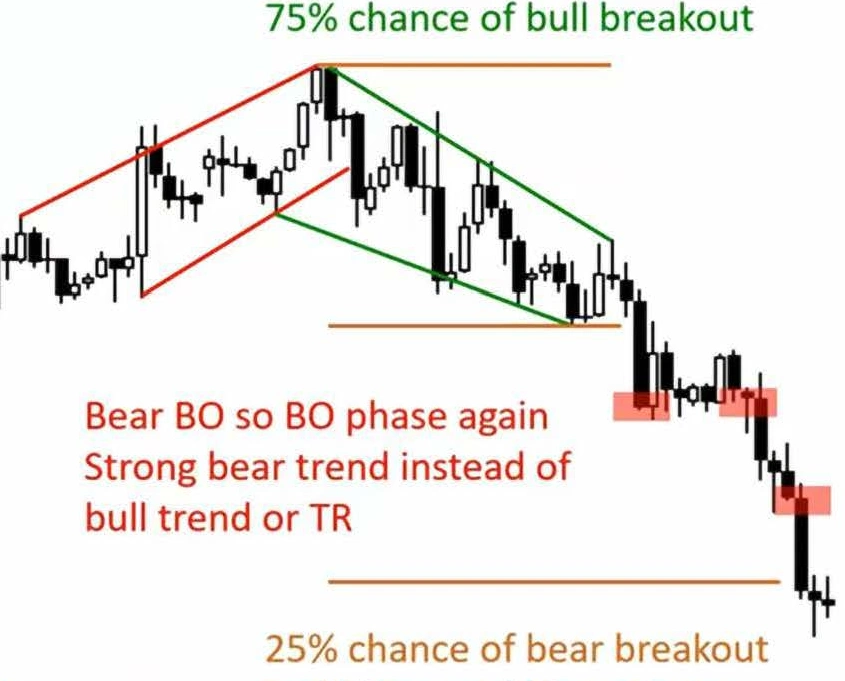 75% chance of bull breakout
Bear BO so BO phase again
Strong bear trend instead of
bull trend or TR
25% chance of bear breakout